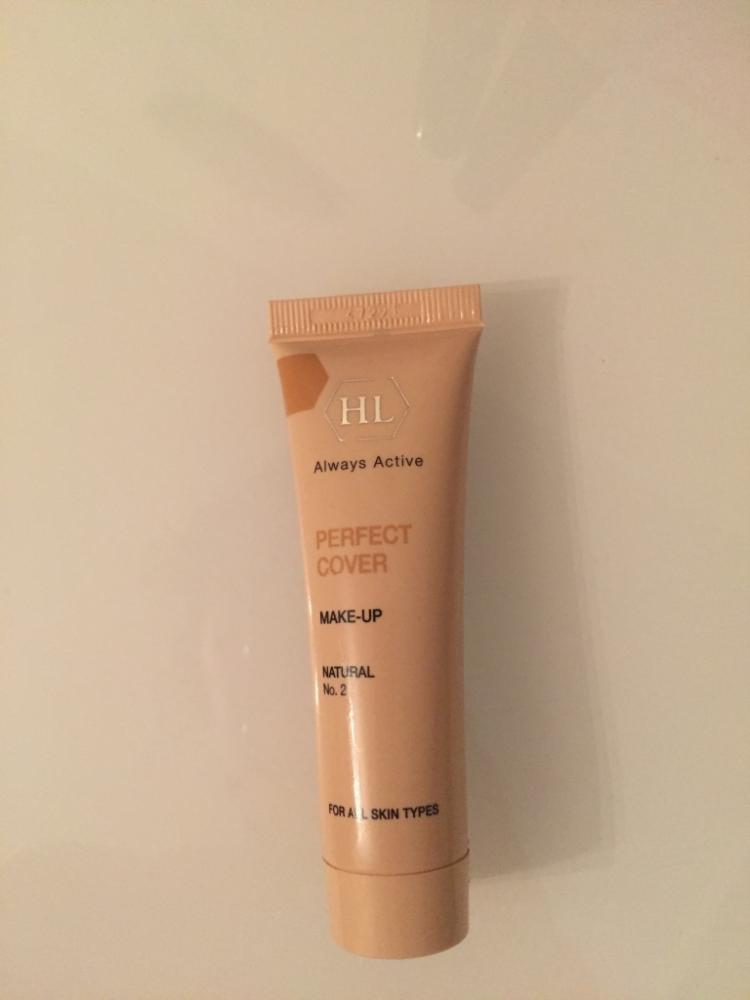 HL
Always Active
PERFECT
COVER
MAKE-UP
NATURAL
No. 2
FOR ALL SKIN TYPES